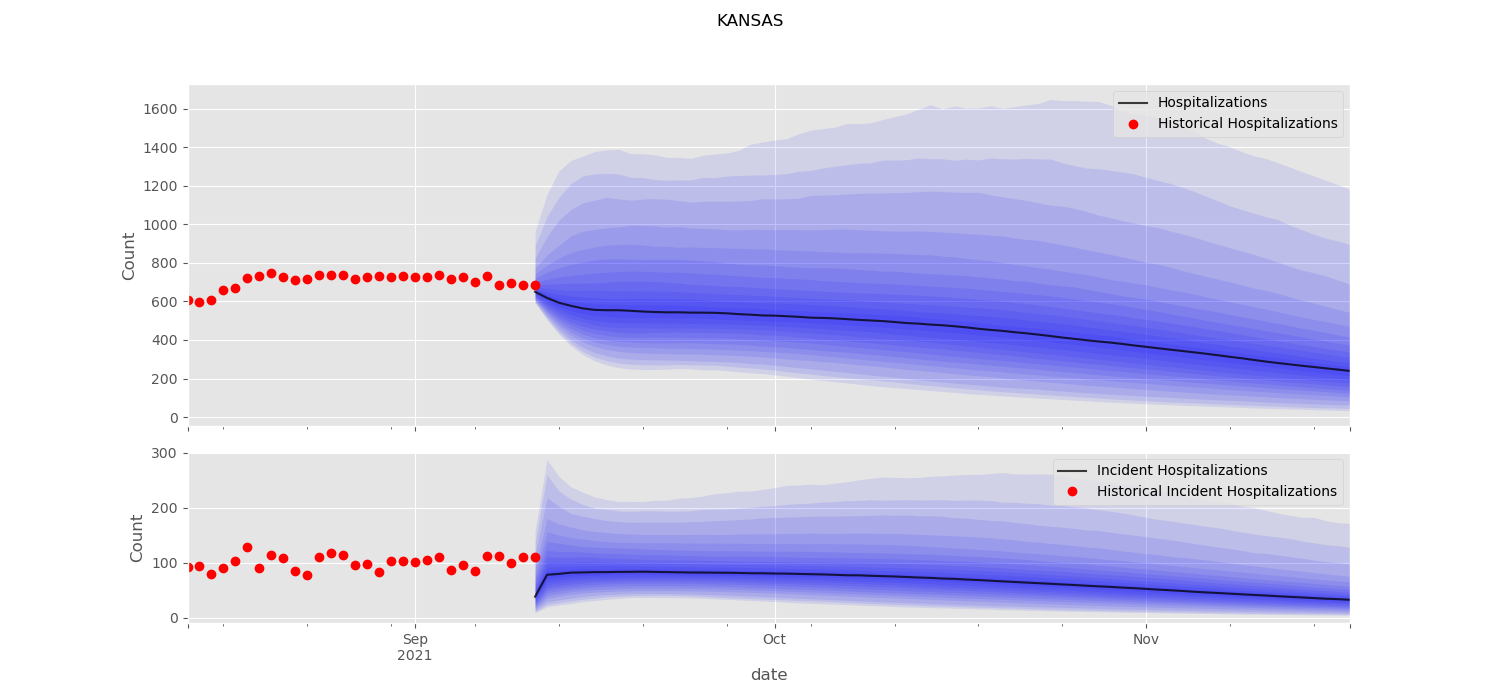 KANSAS
1600
1400
1200
1000
800
600
400
200
0
Count
Hospitalizations
Historical Hospitalizations
300
200
100
0
Count
Incident Hospitalizations
Historical Incident Hospitalizations
Sep
2021
Oct
Nov
date